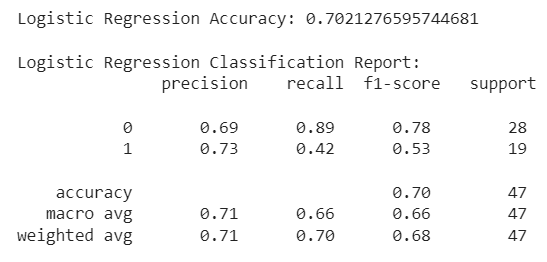 Logistic Regression Accuracy: 0.7021276595744681
Logistic Regression Classification Report:
precision recall f1-score support
0 0.69 0.89 0.78 28
1 0.73 0.42 0.53 19
accuracy 0.70 47
macro avg 0.71 0.66 0.66 47
weighted avg 0.71 0.70 0.68 47